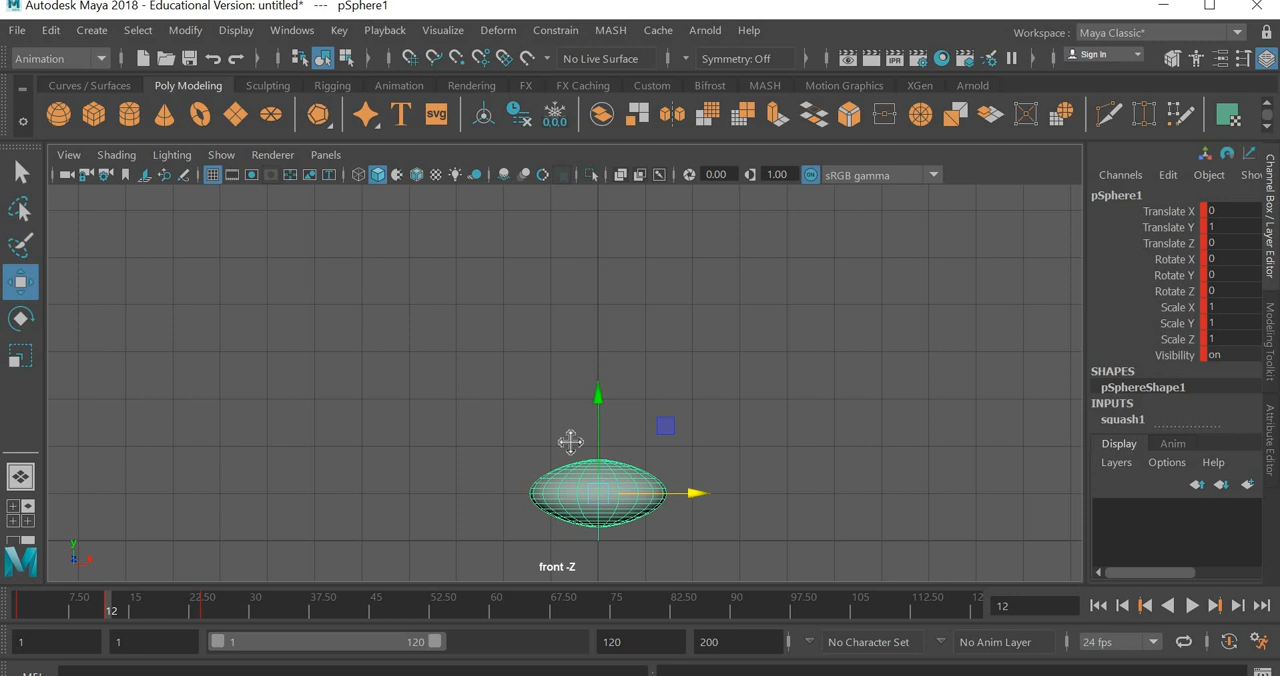 Autodesk Maya 2018 - Educational Version: untitled* --- pSphere1
File Edit Create Select Modify Display Windows Key Playback Visualize Deform Constrain MASH Cache Arnold Help
Workspace : Maya Classic*
Animation No Live Surface Symmetry: Off Sign In
Curves / Surfaces Poly Modeling Sculpting Rigging Animation Rendering FX FX Caching Custom Bifrost MASH Motion Graphics XGen Arnold
T SVG 0,0,0
View Shading Lighting Show Renderer Panels
0.00 1.00 ON sRGB gamma
Channels Edit Object Sho
pSphere1
Translate X 0
Translate Y 1
Translate Z 0
Rotate X 0
Rotate Y 0
Rotate Z 0
Scale X 1
Scale Y 1
Scale Z 1
Visibility on
SHAPES
pSphereShape1
INPUTS
squash1
Display Anim
Layers Options Help
Channel Box / Layer Editor
Modeling Toolkit
Attribute Editor
y
x
front -Z
7.50 15 22.50 30 37.50 45 52.50 60 67.50 75 82.50 90 97.50 105 112.50 12
12
12
1 1 1 120 120 200 No Character Set No Anim Layer 24 fps